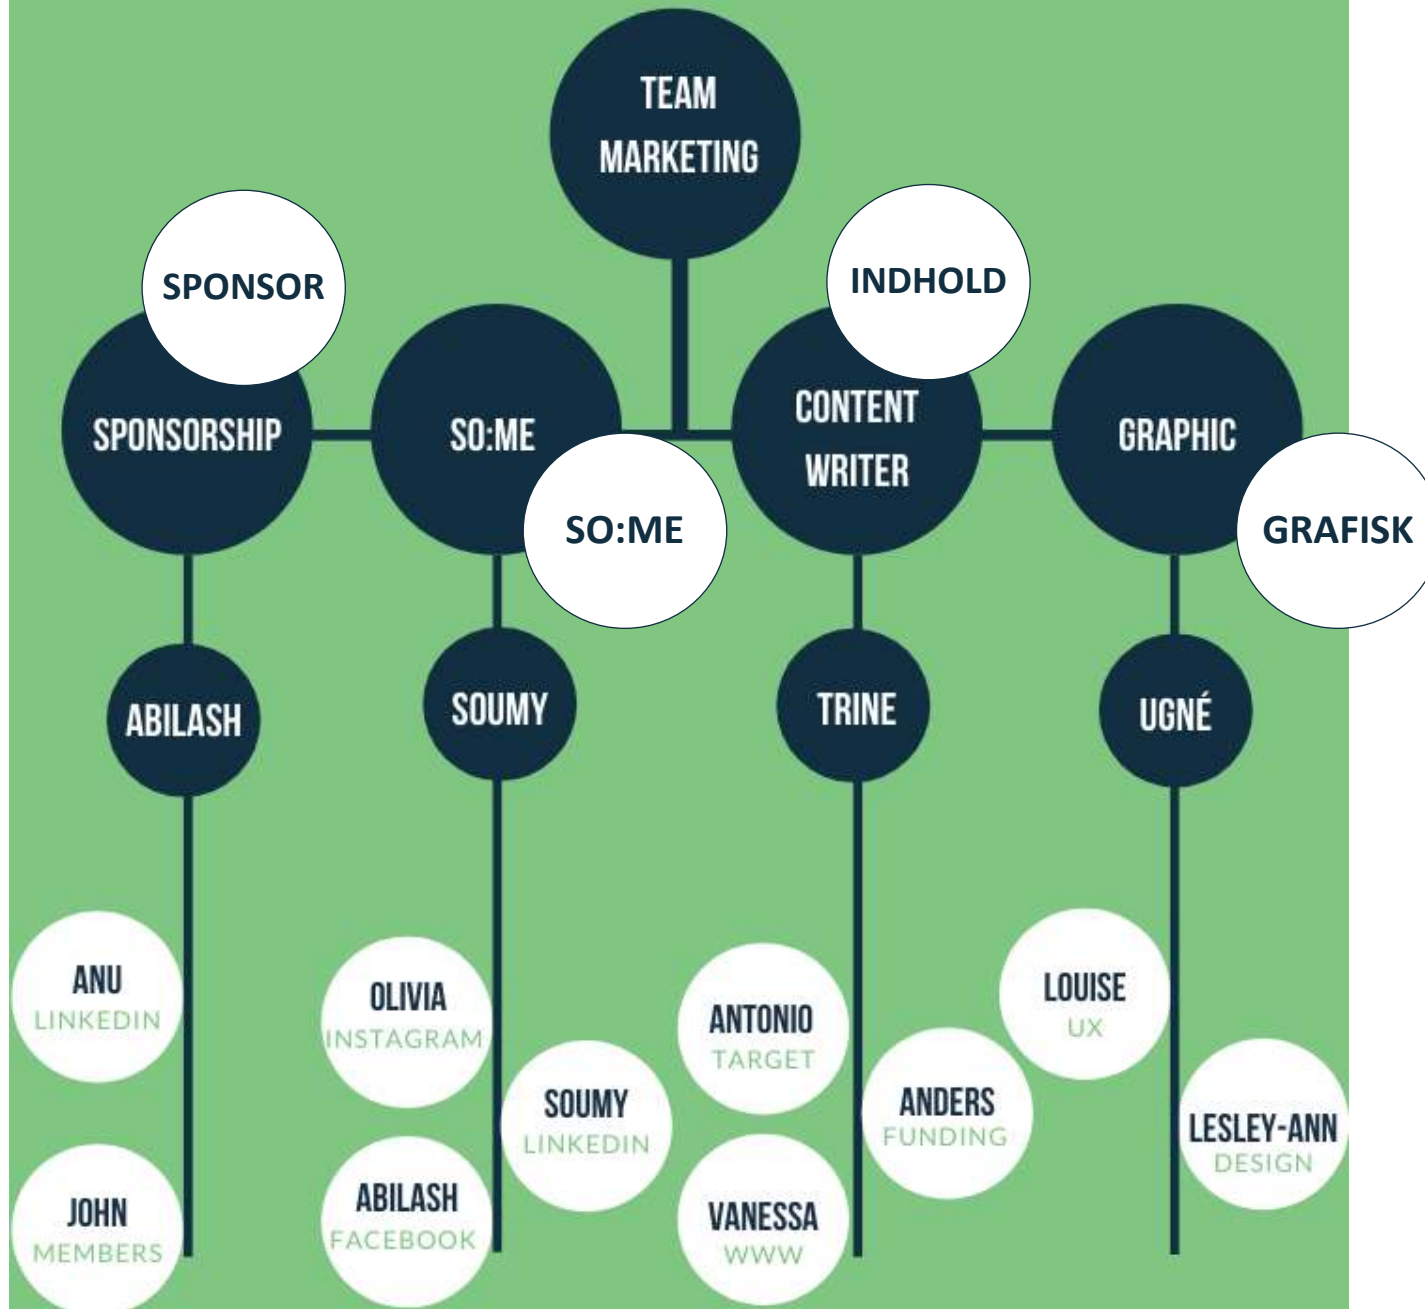 TEAM
MARKETING
SPONSOR
INDHOLD
SPONSORSHIP
SO:ME
CONTENT
WRITER
GRAPHIC
SO:ME
GRAFISK
ABILASH
SOUMY
TRINE
UGNÉ
ANU
LINKEDIN
JOHN
MEMBERS
OLIVIA
INSTAGRAM
SOUMY
LINKEDIN
ABILASH
FACEBOOK
ANTONIO
TARGET
ANDERS
FUNDING
VANESSA
WWW
LOUISE
UX
LESLEY-ANN
DESIGN